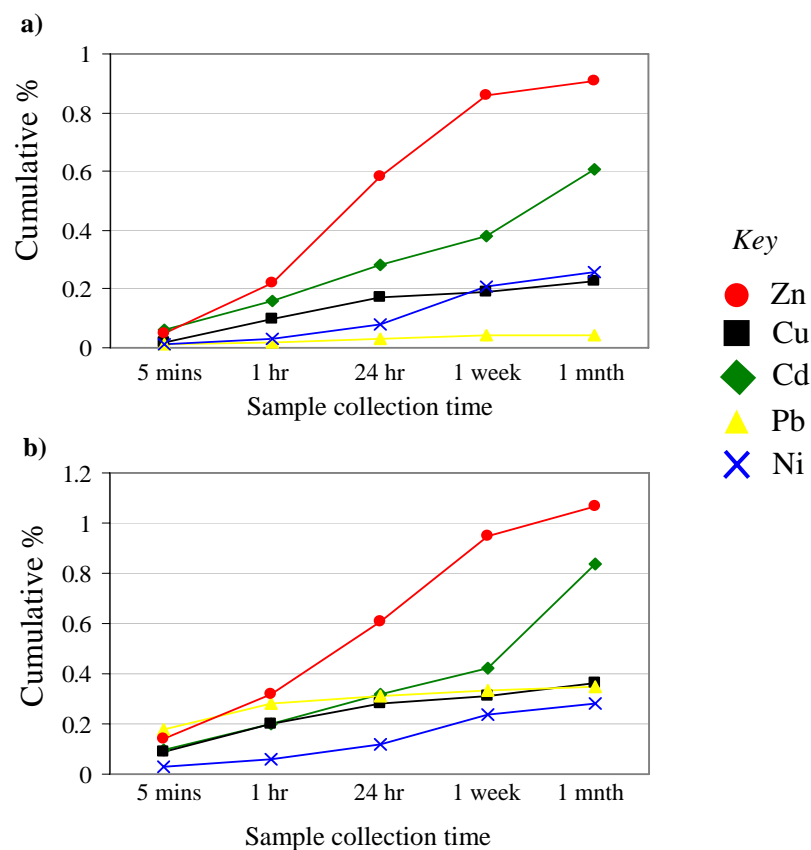 a)
Cumulative %
1
0.8
0.6
0.4
0.2
0
5 mins 1 hr 24 hr 1 week 1 mnth
Sample collection time
Key
Zn
Cu
Cd
Pb
Ni
b)
Cumulative %
1.2
1
0.8
0.6
0.4
0.2
0
5 mins 1 hr 24 hr 1 week 1 mnth
Sample collection time